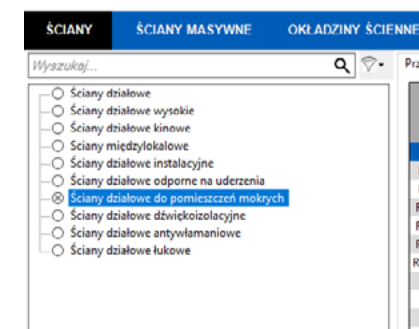 ŚCIANY ŚCIANY MASYWNE OKŁADZINY ŚCIENNE
Wyszukaj...
Ściany działowe
Ściany działowe wysokie
Ściany działowe kinowe
Ściany międzylokalowe
Ściany działowe instalacyjne
Ściany działowe odporne na uderzenia
Ściany działowe do pomieszczeń mokrych
Ściany działowe dźwiękoizolacyjne
Ściany działowe antywłamaniowe
Ściany działowe łukowe